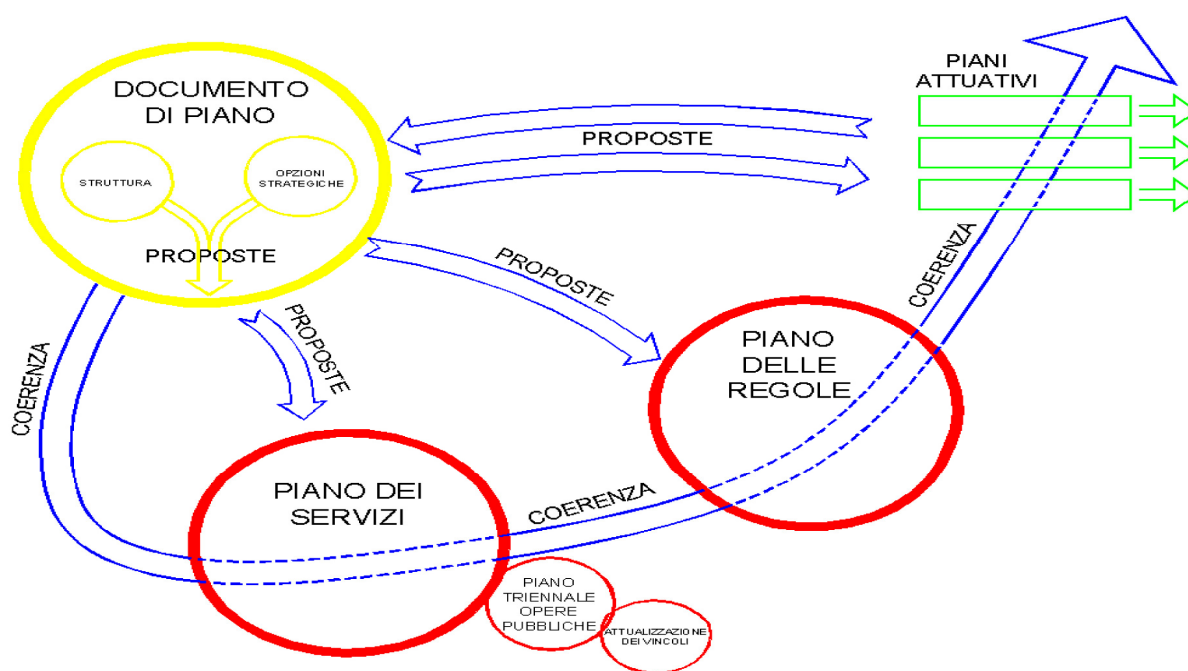 DOCUMENTO
DI PIANO
STRUTTURA
OPZIONI
STRATEGICHE
PROPOSTE
PROPOSTE
PIANI
ATTUATIVI
PROPOSTE
PROPOSTE
COERENZA
COERENZA
PIANO
DELLE
REGOLE
PIANO DEI
SERVIZI
COERENZA
PIANO
TRIENNALE
OPERE
PUBBLICHE
ATTUALIZZAZIONE
DEI VINCOLI